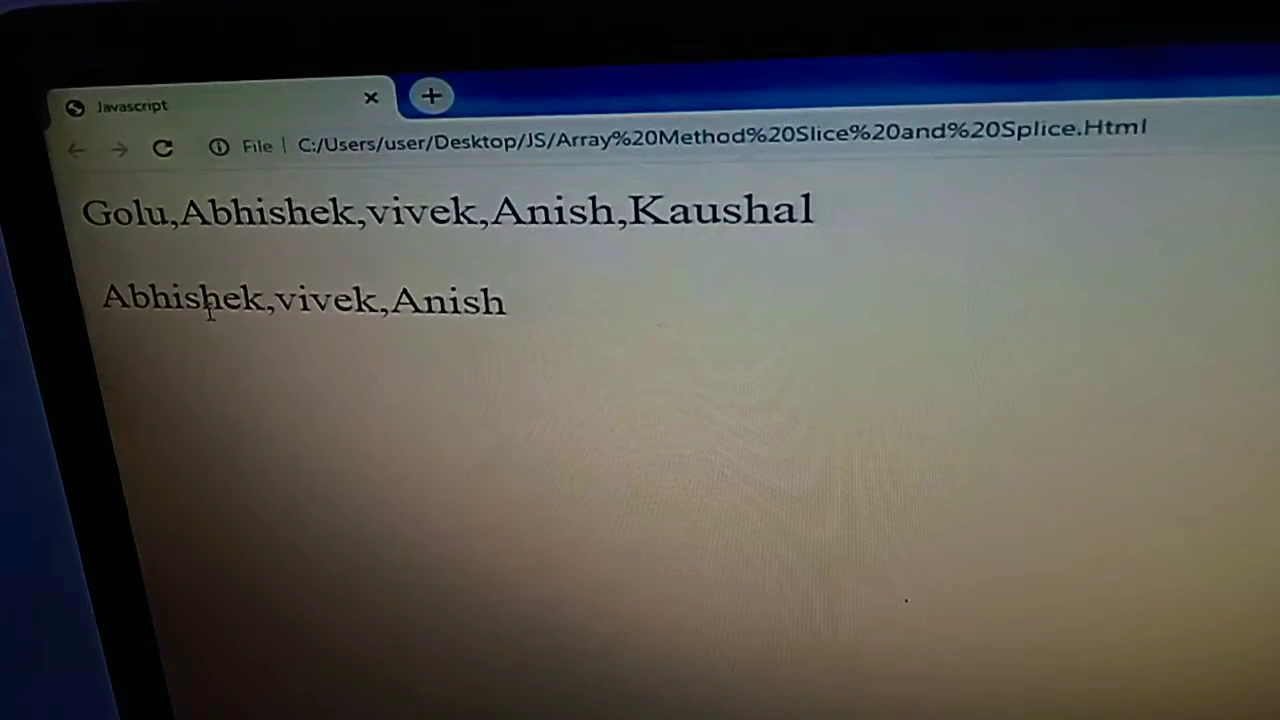 Javascript
File | C:/Users/user/Desktop/JS/Array%20Method%20Slice%20and%20Splice.Html
Golu,Abhishek,vivek,Anish,Kaushal
Abhishek,vivek,Anish